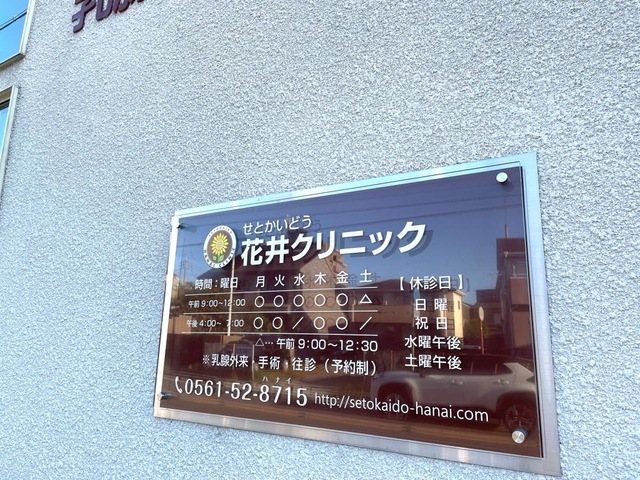 せとかいどう
花井クリニック
時間:曜日 月 火 水 木 金 土 【休診日】
午前 9:00~12:00 ○ ○ ○ ○ ○ △ 日曜
午後 4:00~ 7:00 ○ ○ / ○ ○ / 祝日
△… 午前 9:00~12:30 水曜午後
※乳腺外来・手術・往診(予約制) 土曜午後
ハナイ
0561-52-8715 http://setokaido-hanai.com